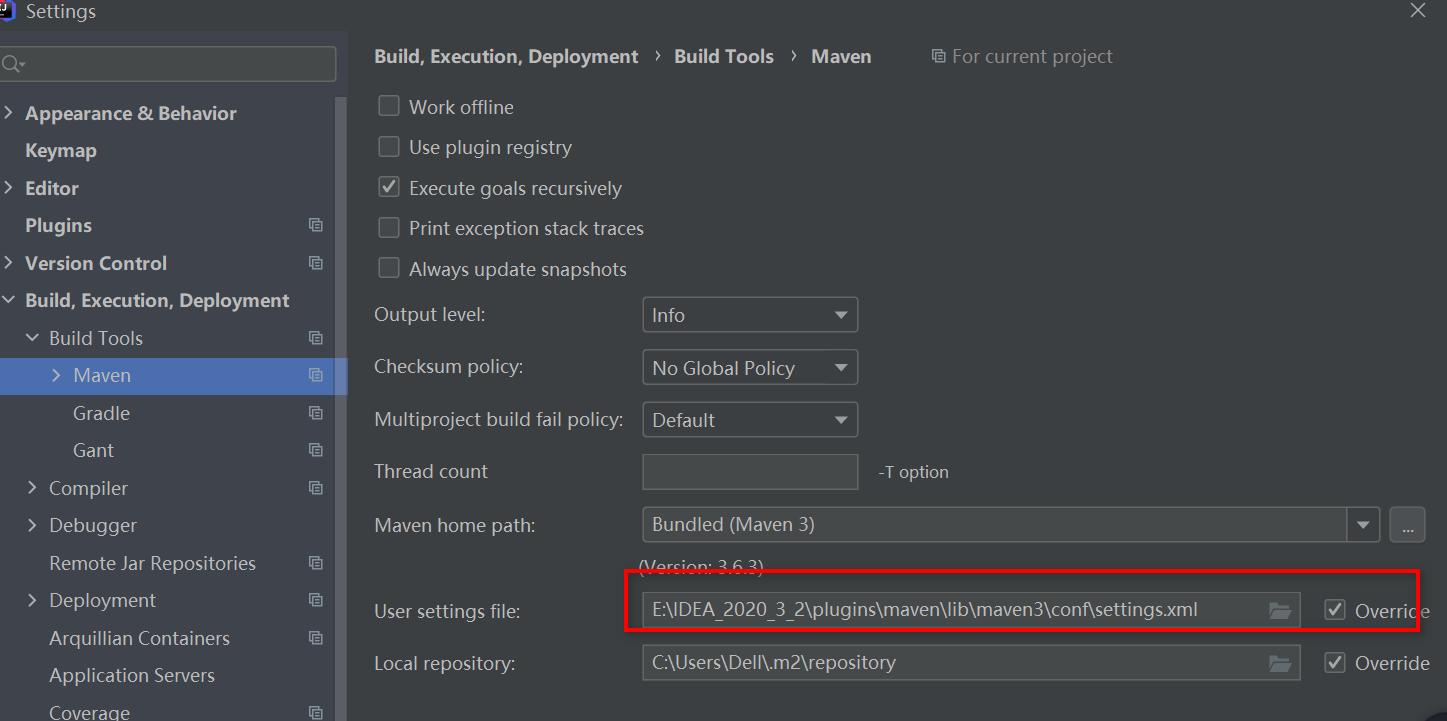 Settings
Build, Execution, Deployment › Build Tools › Maven For current project
Appearance & Behavior
Keymap
Editor
Plugins
Version Control
Build, Execution, Deployment
Build Tools
Maven
Gradle
Gant
Compiler
Debugger
Remote Jar Repositories
Deployment
Arquillian Containers
Application Servers
Coverage
Work offline
Use plugin registry
Execute goals recursively
Print exception stack traces
Always update snapshots
Output level: Info
Checksum policy: No Global Policy
Multiproject build fail policy: Default
Thread count -T option
Maven home path: Bundled (Maven 3) ...
(Version: 3.6.3)
User settings file: E:\IDEA_2020_3_2\plugins\maven\lib\maven3\conf\settings.xml Override
Local repository: C:\Users\Dell\.m2\repository Override